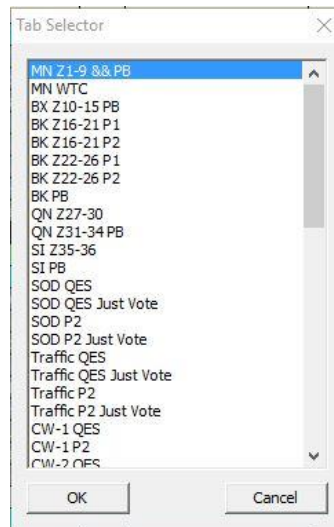 Tab Selector
MN Z1-9 && PB
MN WTC
BX Z10-15 PB
BK Z16-21 P1
BK Z16-21 P2
BK Z22-26 P1
BK Z22-26 P2
BK PB
QN Z27-30
QN Z31-34 PB
SI Z35-36
SI PB
SOD QES
SOD QES Just Vote
SOD P2
SOD P2 Just Vote
Traffic QES
Traffic QES Just Vote
Traffic P2
Traffic P2 Just Vote
CW-1 QES
CW-1 P2
CW-2 QES
OK
Cancel